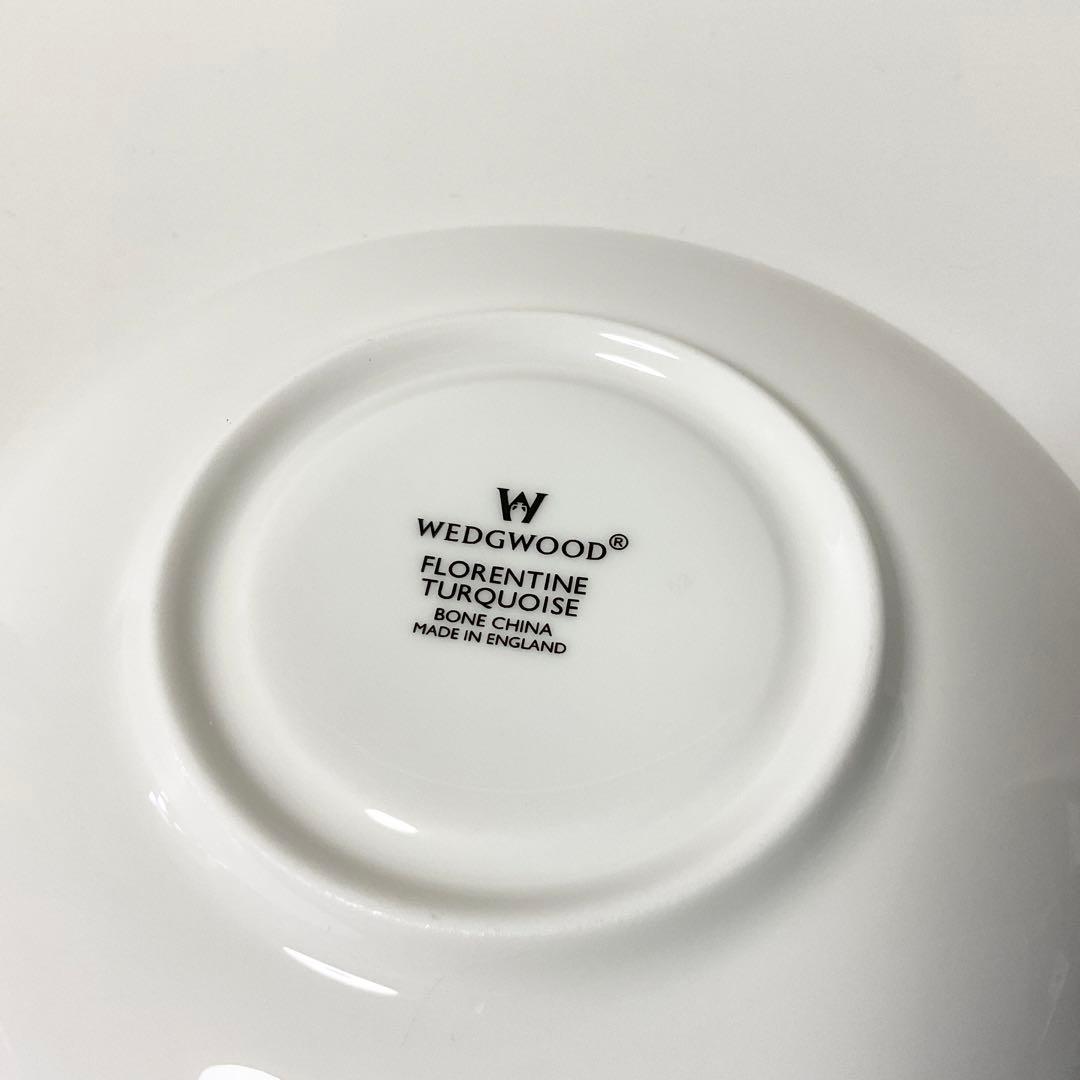 W
WEDGWOOD®
FLORENTINE
TURQUOISE
BONE CHINA
MADE IN ENGLAND